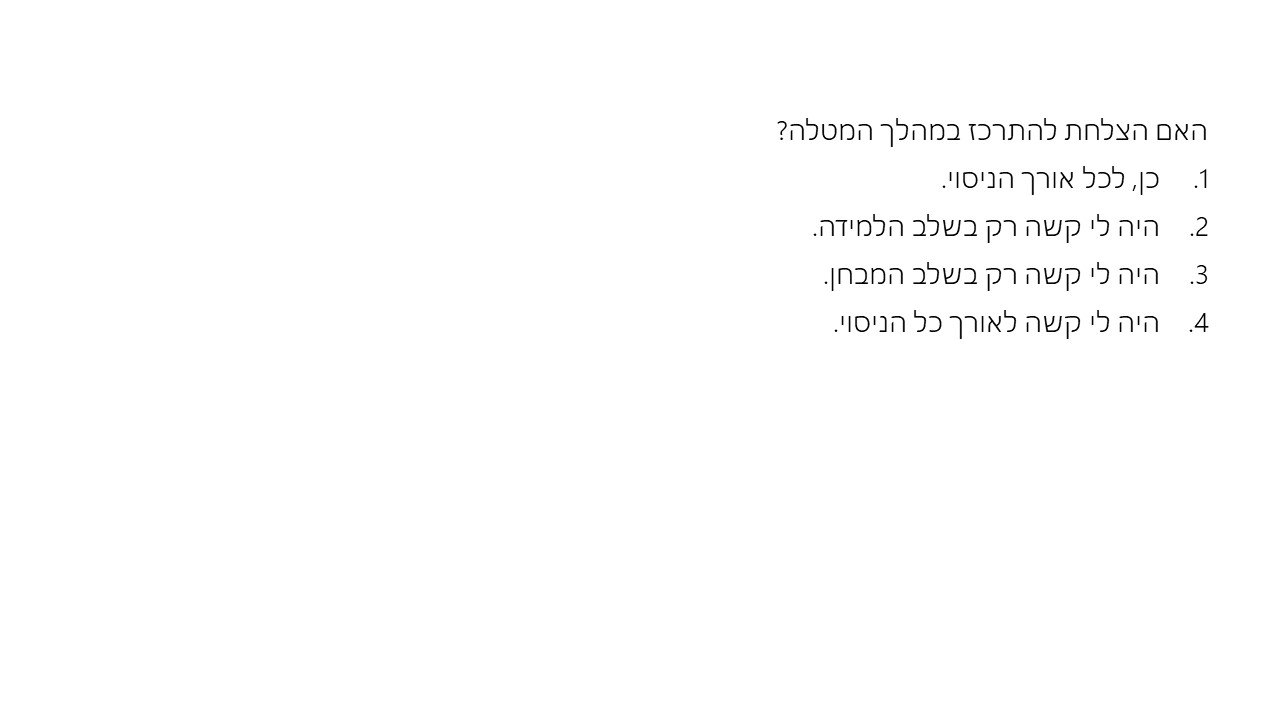 האם הצלחת להתרכז במהלך המטלה?
1. כן, לכל אורך הניסוי.
2. היה לי קשה רק בשלב הלמידה.
3. היה לי קשה רק בשלב המבחן.
4. היה לי קשה לאורך כל הניסוי.